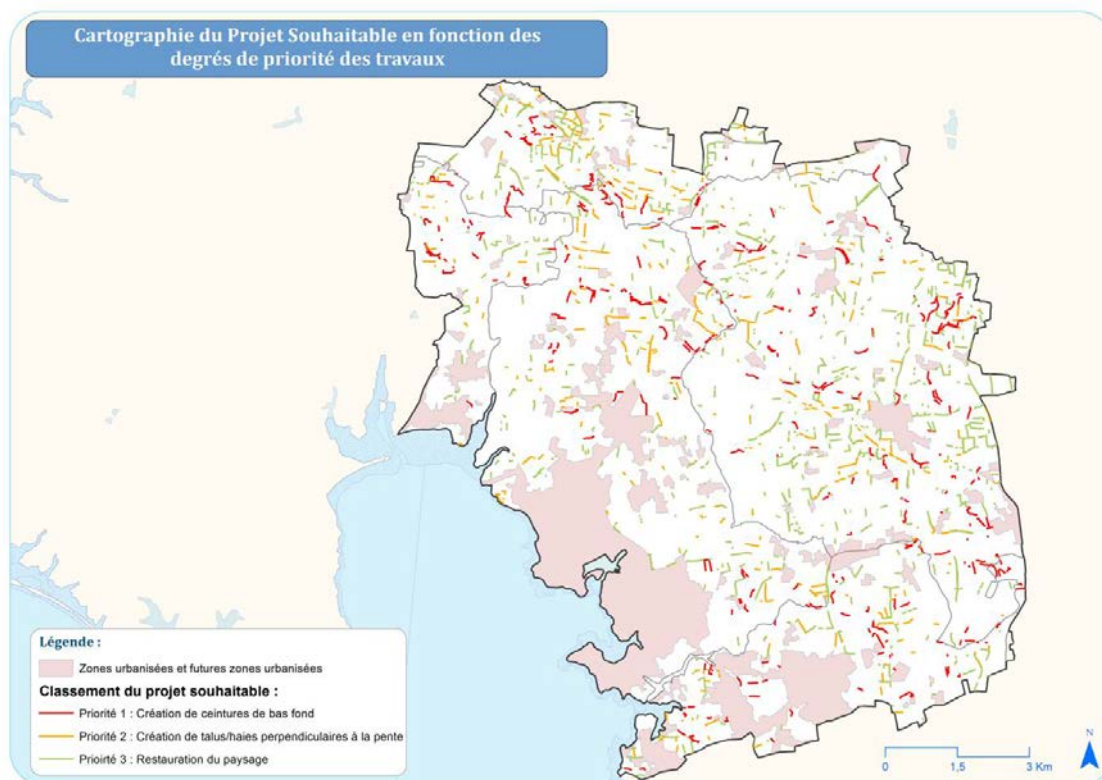 Cartographie du Projet Souhaitable en fonction des
degrés de priorité des travaux
Légende :
Zones urbanisées et futures zones urbanisées
Classement du projet souhaitable :
Priorité 1 : Création de ceintures de bas fond
Priorité 2 : Création de talus/haies perpendiculaires à la pente
Prioirté 3 : Restauration du paysage
N
0 1,5 3 Km